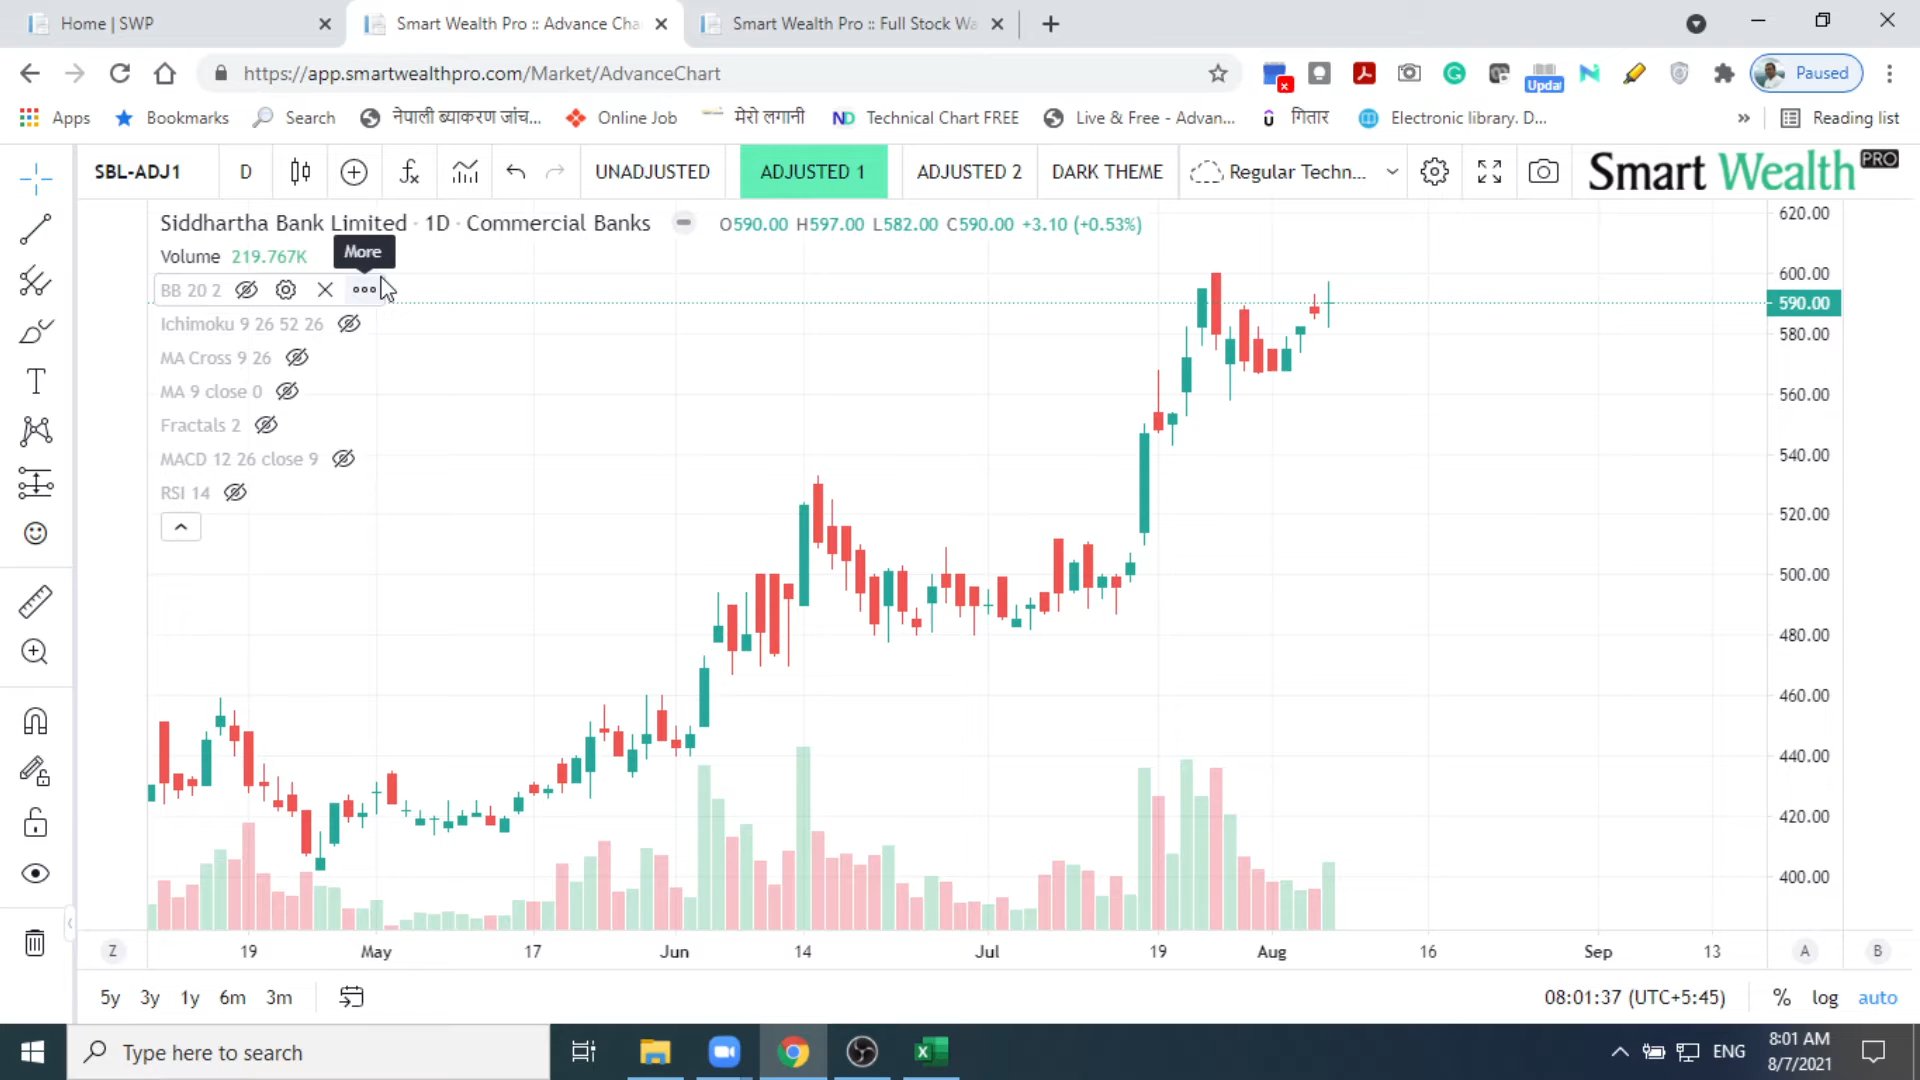 Home | SWP
Smart Wealth Pro :: Advance Cha
Smart Wealth Pro :: Full Stock Wa
https://app.smartwealthpro.com/Market/AdvanceChart
Updat
Paused
Apps
Bookmarks
Search
नेपाली ब्याकरण जांच...
Online Job
मेरो लगानी
ND
Technical Chart FREE
Live & Free - Advan...
गितार
Electronic library. D...
»
Reading list
SBL-ADJ1
D
UNADJUSTED
ADJUSTED 1
ADJUSTED 2
DARK THEME
Regular Techn...
Smart Wealth PRO
Siddhartha Bank Limited · 1D · Commercial Banks
O590.00 H597.00 L582.00 C590.00 +3.10 (+0.53%)
More
Volume 219.767K
BB 20 2
Ichimoku 9 26 52 26
MA Cross 9 26
MA 9 close 0
Fractals 2
MACD 12 26 close 9
RSI 14
620.00
600.00
590.00
580.00
560.00
540.00
520.00
500.00
480.00
460.00
440.00
420.00
400.00
Z
19
May
17
Jun
14
Jul
19
Aug
16
Sep
13
A
B
5y
3y
1y
6m
3m
08:01:37 (UTC+5:45)
%
log
auto
Type here to search
ENG
8:01 AM
8/7/2021